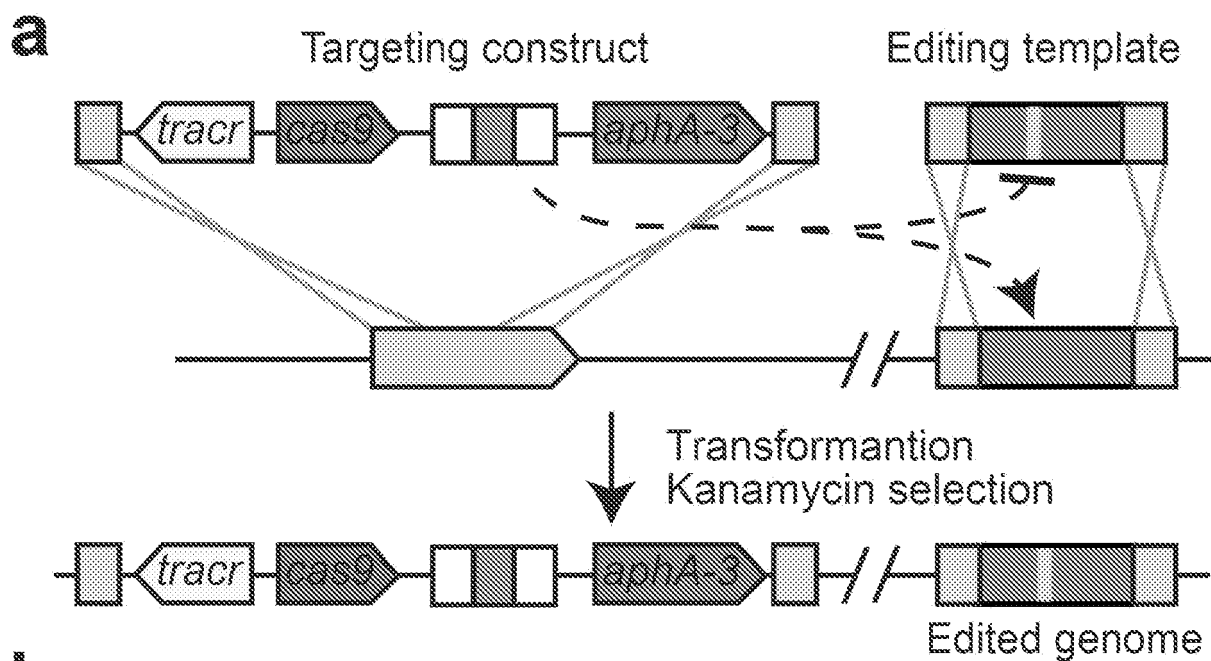 a
Targeting construct
Editing template
tracr
cas9
aphA-3
Transformantion
Kanamycin selection
tracr
cas9
aphA-3
Edited genome